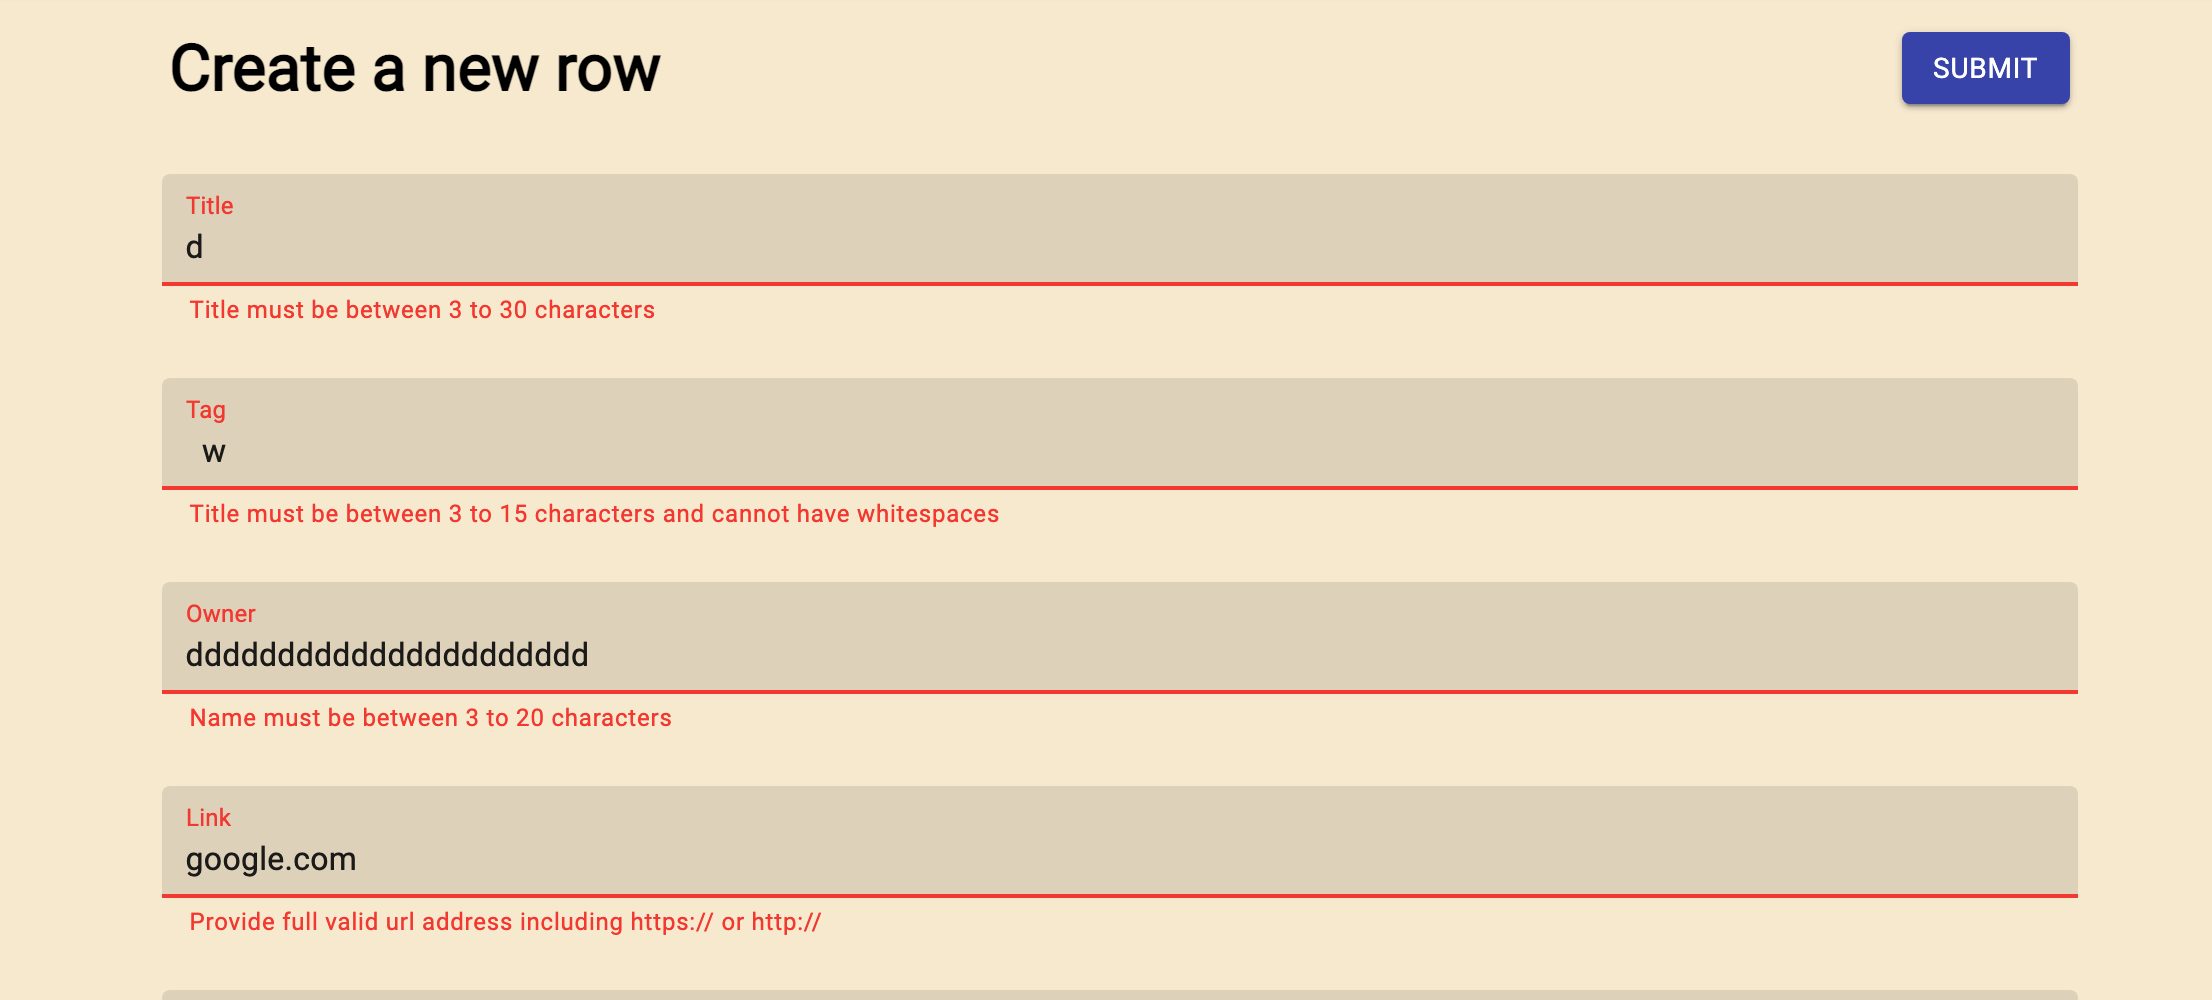 Create a new row
SUBMIT
Title
d
Title must be between 3 to 30 characters
Tag
w
Title must be between 3 to 15 characters and cannot have whitespaces
Owner
dddddddddddddddddddddd
Name must be between 3 to 20 characters
Link
google.com
Provide full valid url address including https:// or http://